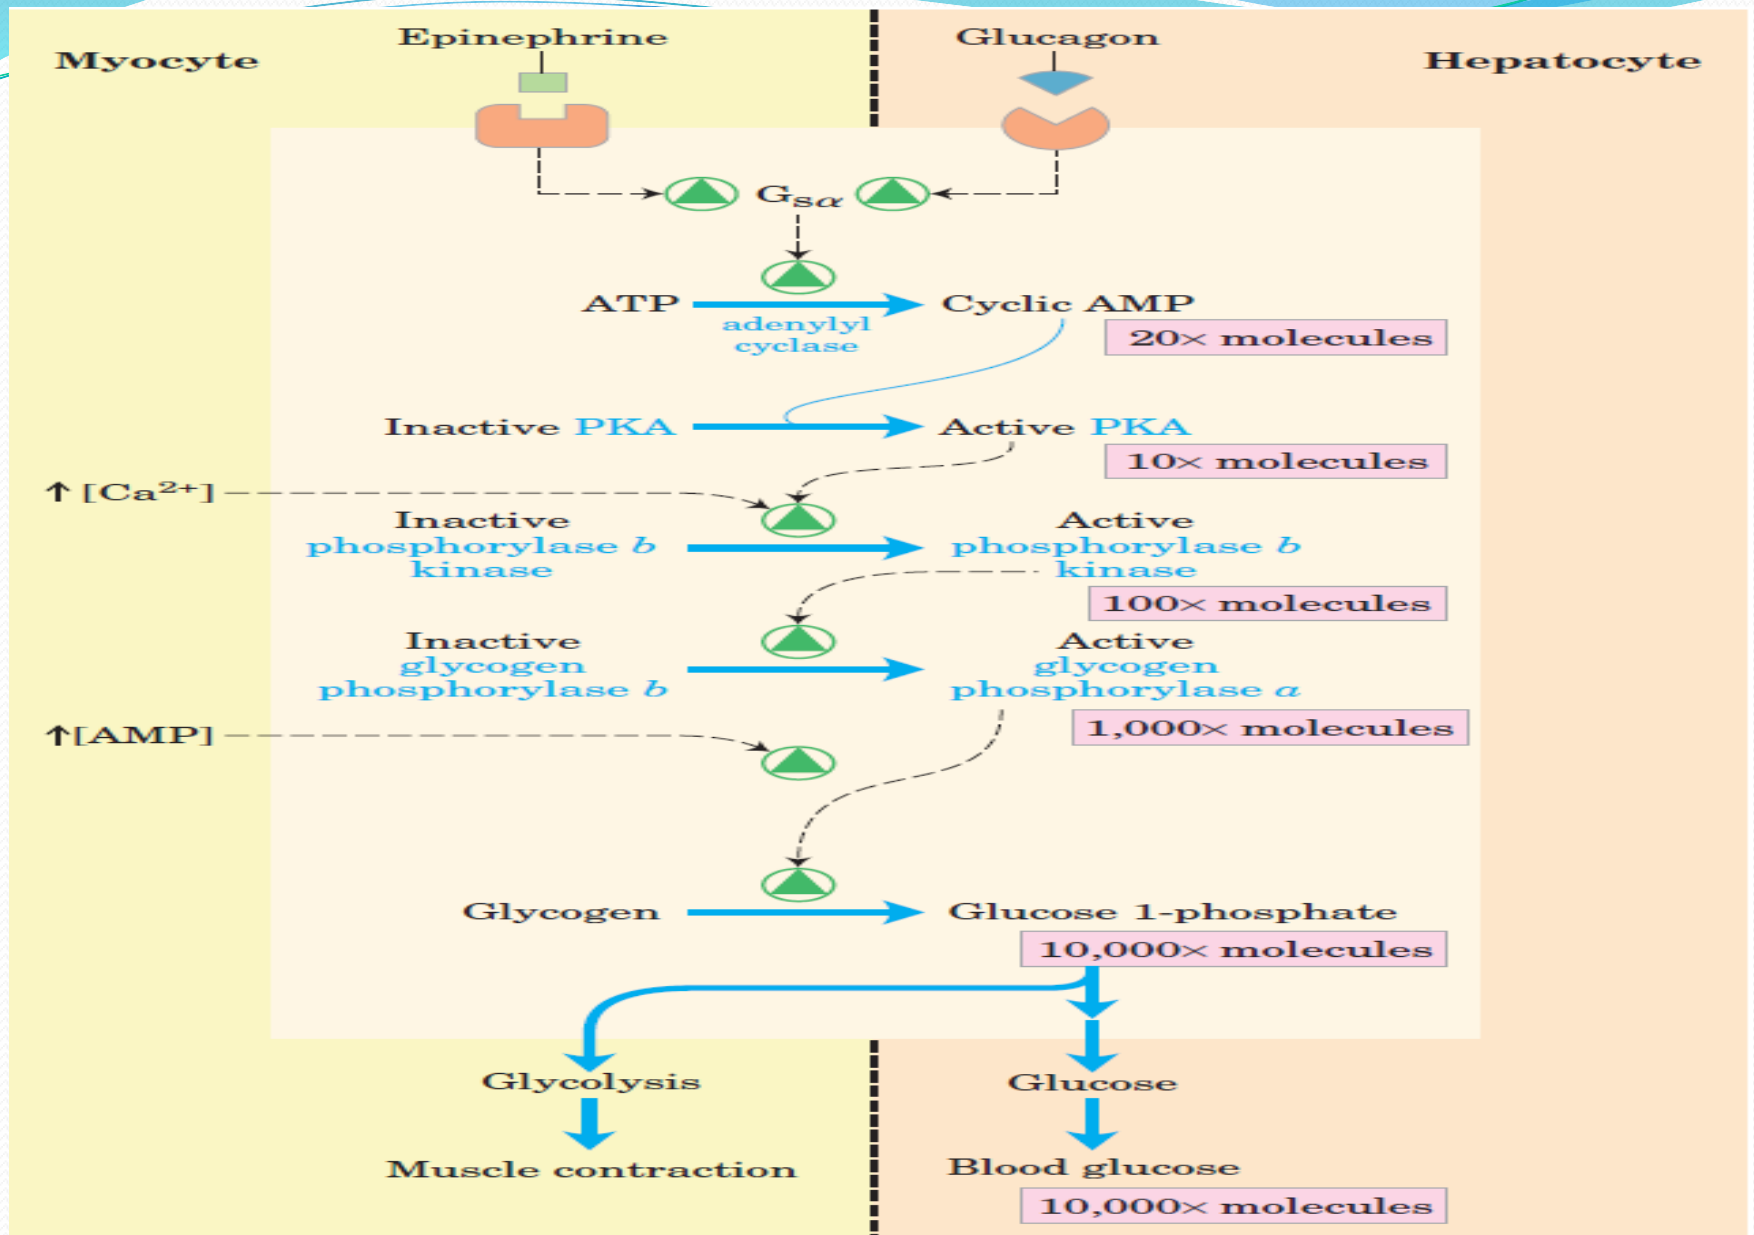 Myocyte
Epinephrine
Glucagon
Hepatocyte
Gsα
ATP
adenylyl
cyclase
Cyclic AMP
20× molecules
Inactive PKA
Active PKA
10× molecules
↑ [Ca²⁺]
Inactive
phosphorylase b
kinase
Active
phosphorylase b
kinase
100× molecules
Inactive
glycogen
phosphorylase b
Active
glycogen
phosphorylase a
1,000× molecules
↑[AMP]
Glycogen
Glucose 1-phosphate
10,000× molecules
Glycolysis
Glucose
Muscle contraction
Blood glucose
10,000× molecules